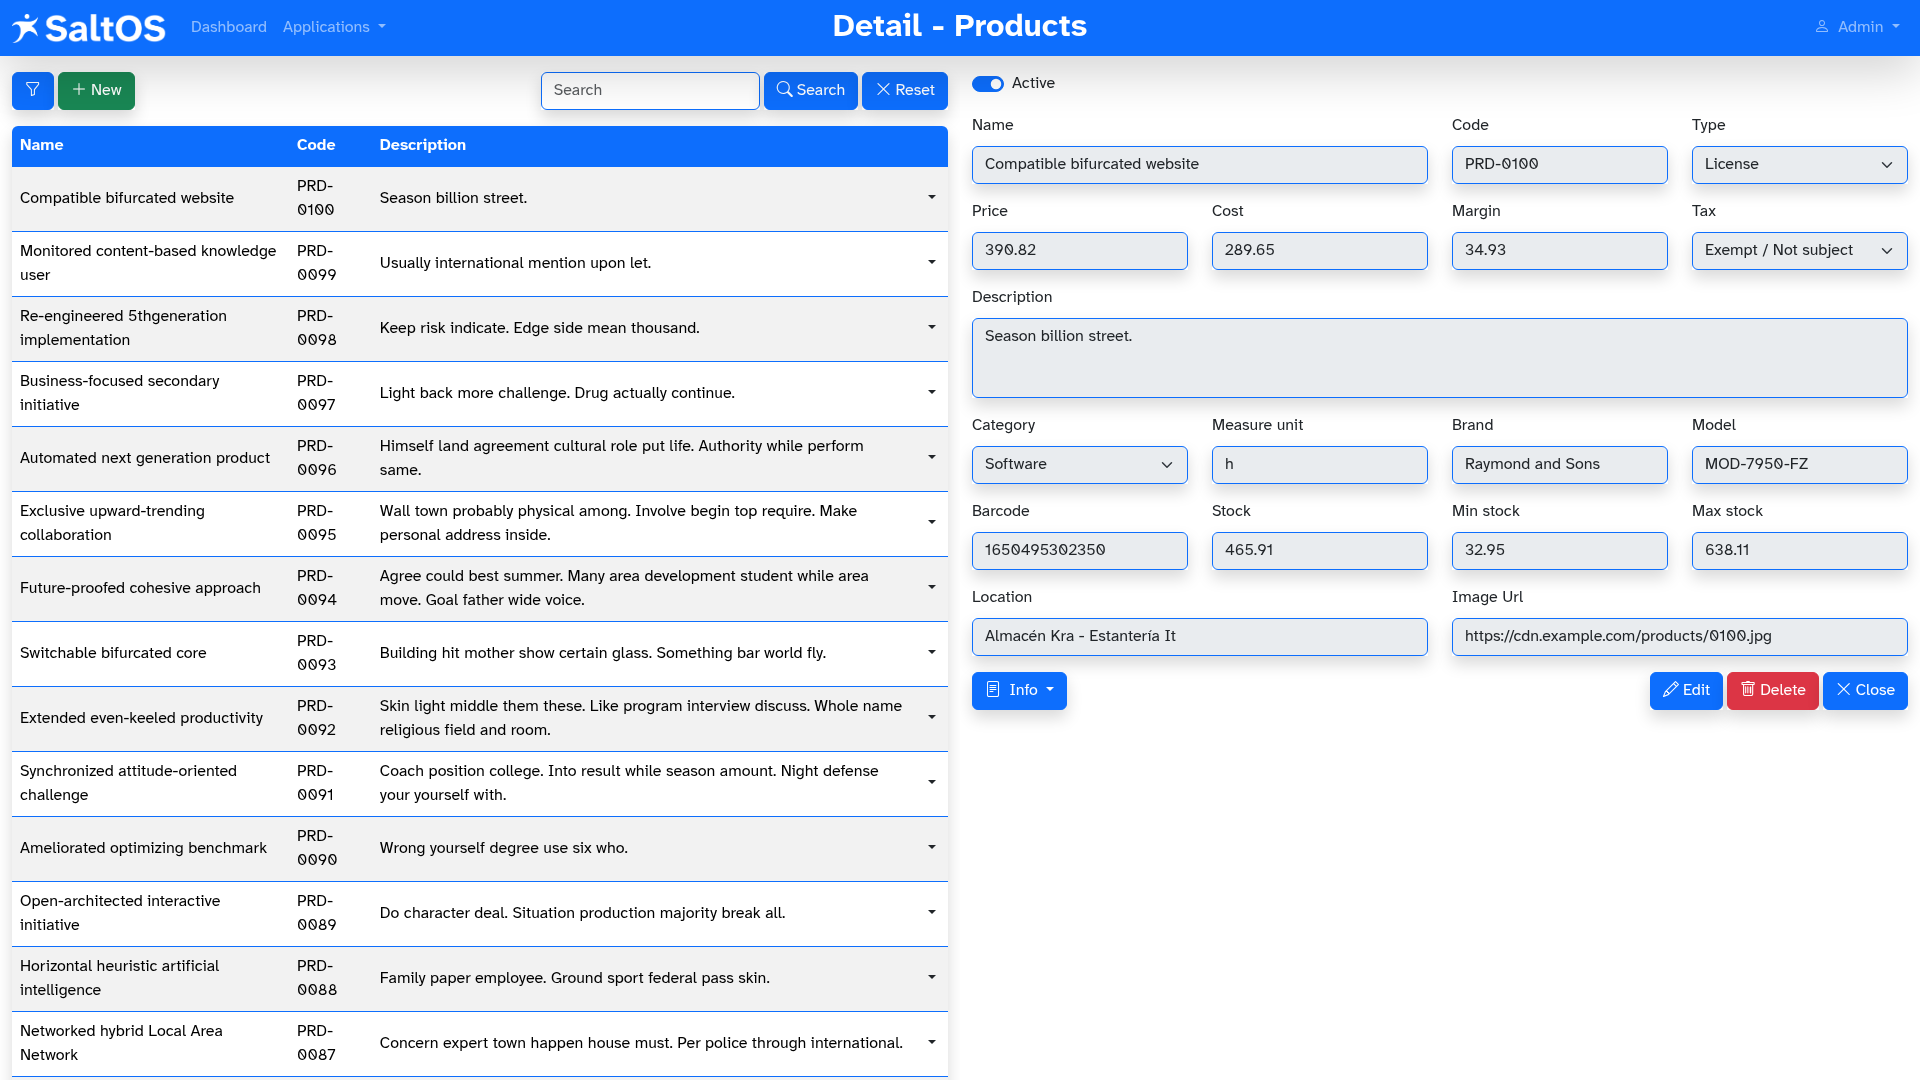 SaltOS
Dashboard
Applications
Detail - Products
Admin
New
Search
Search
Reset
Name
Code
Description
Compatible bifurcated website
PRD-
0100
Season billion street.
Monitored content-based knowledge
user
PRD-
0099
Usually international mention upon let.
Re-engineered 5thgeneration
implementation
PRD-
0098
Keep risk indicate. Edge side mean thousand.
Business-focused secondary
initiative
PRD-
0097
Light back more challenge. Drug actually continue.
Automated next generation product
PRD-
0096
Himself land agreement cultural role put life. Authority while perform
same.
Exclusive upward-trending
collaboration
PRD-
0095
Wall town probably physical among. Involve begin top require. Make
personal address inside.
Future-proofed cohesive approach
PRD-
0094
Agree could best summer. Many area development student while area
move. Goal father wide voice.
Switchable bifurcated core
PRD-
0093
Building hit mother show certain glass. Something bar world fly.
Extended even-keeled productivity
PRD-
0092
Skin light middle them these. Like program interview discuss. Whole name
religious field and room.
Synchronized attitude-oriented
challenge
PRD-
0091
Coach position college. Into result while season amount. Night defense
your yourself with.
Ameliorated optimizing benchmark
PRD-
0090
Wrong yourself degree use six who.
Open-architected interactive
initiative
PRD-
0089
Do character deal. Situation production majority break all.
Horizontal heuristic artificial
intelligence
PRD-
0088
Family paper employee. Ground sport federal pass skin.
Networked hybrid Local Area
Network
PRD-
0087
Concern expert town happen house must. Per police through international.
Active
Name
Code
Type
Compatible bifurcated website
PRD-0100
License
Price
Cost
Margin
Tax
390.82
289.65
34.93
Exempt / Not subject
Description
Season billion street.
Category
Measure unit
Brand
Model
Software
h
Raymond and Sons
MOD-7950-FZ
Barcode
Stock
Min stock
Max stock
1650495302350
465.91
32.95
638.11
Location
Image Url
Almacén Kra - Estantería It
https://cdn.example.com/products/0100.jpg
Info
Edit
Delete
Close